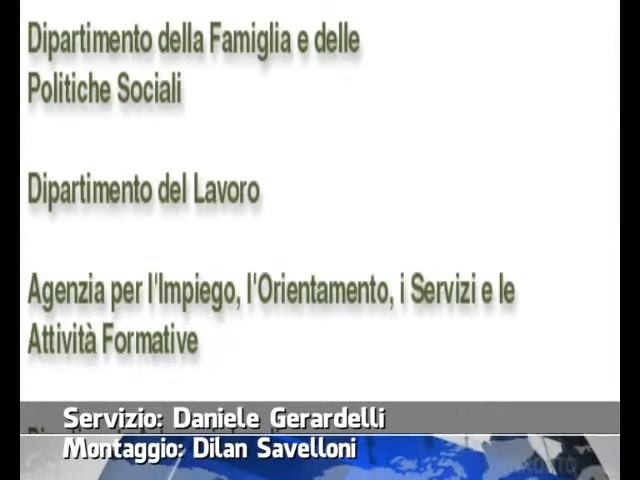 Dipartimento della Famiglia e delle
Politiche Sociali
Dipartimento del Lavoro
Agenzia per l'Impiego, l'Orientamento, i Servizi e le
Attività Formative
Servizio: Daniele Gerardelli
Montaggio: Dilan Savelloni